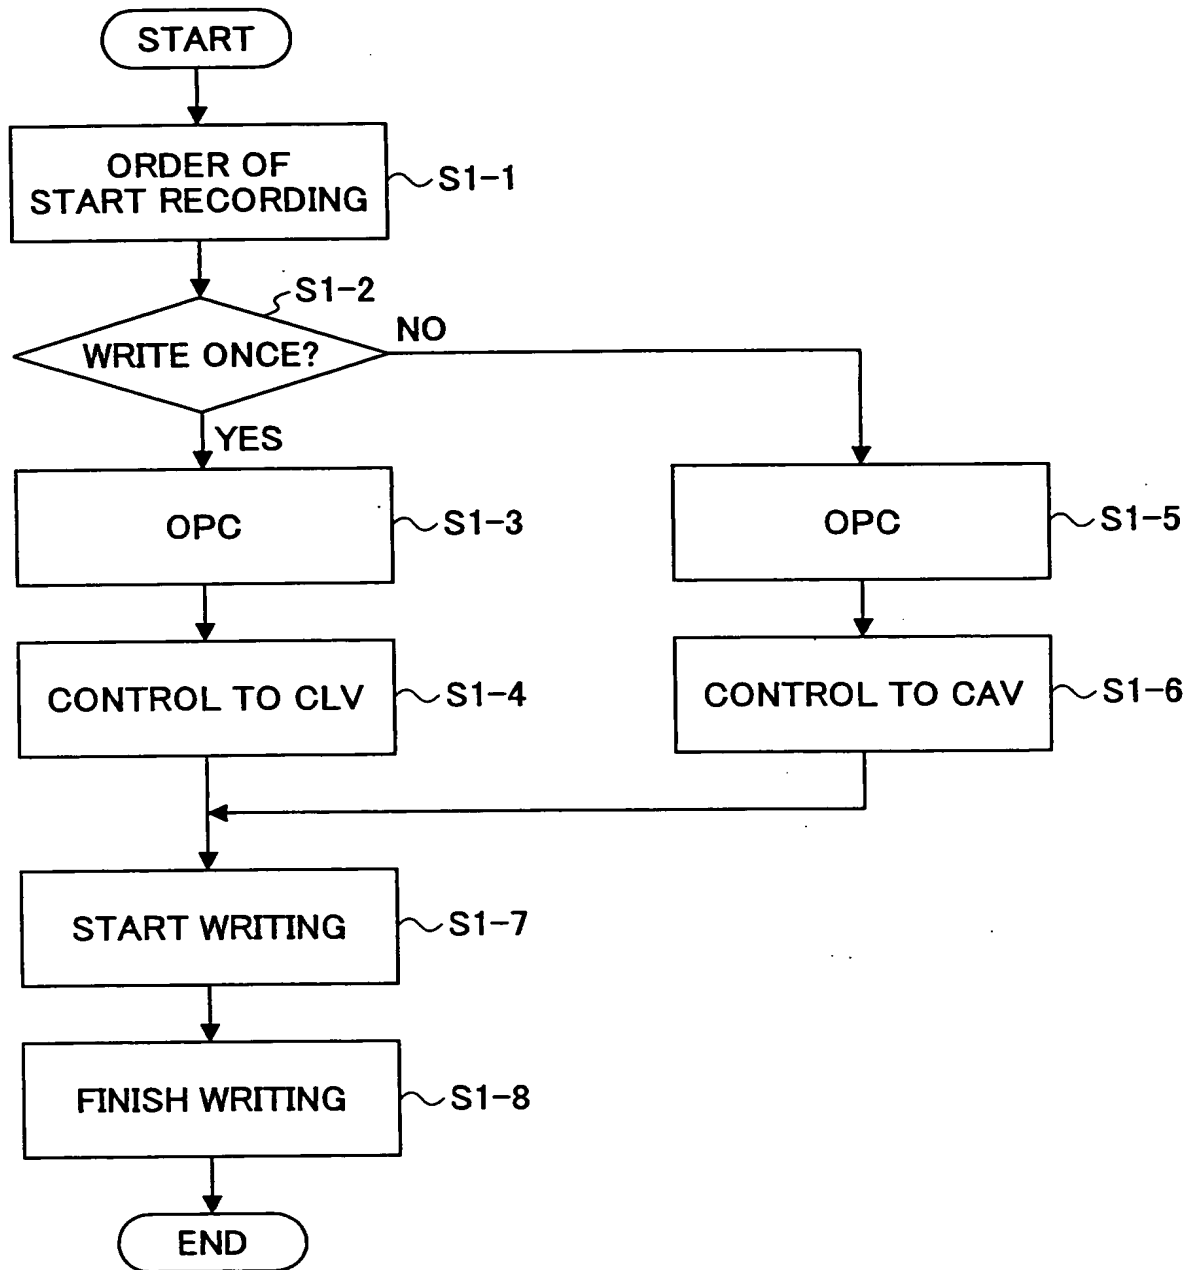 START
ORDER OF
START RECORDING
S1-1
S1-2
WRITE ONCE?
NO
YES
OPC
S1-3
OPC
S1-5
CONTROL TO CLV
S1-4
CONTROL TO CAV
S1-6
START WRITING
S1-7
FINISH WRITING
S1-8
END